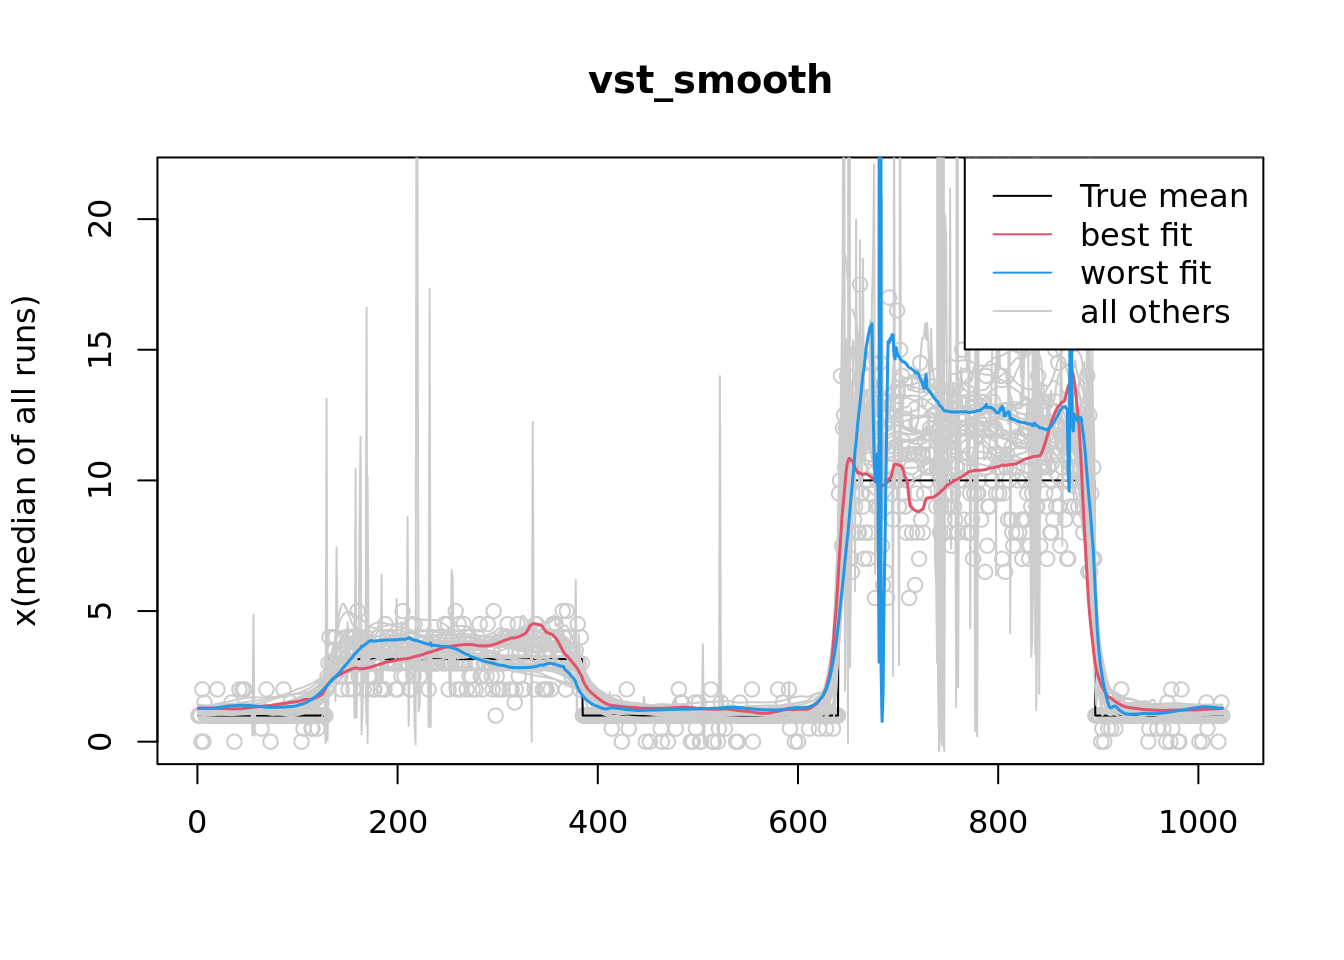 vst_smooth
x(median of all runs)
20
15
10
5
0
True mean
best fit
worst fit
all others
0 200 400 600 800 1000